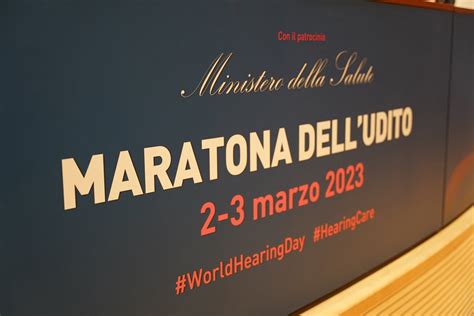 Con il patrocinio
Ministero della Salute
MARATONA DELL'UDITO
2-3 marzo 2023
#WorldHearingDay #HearingCare